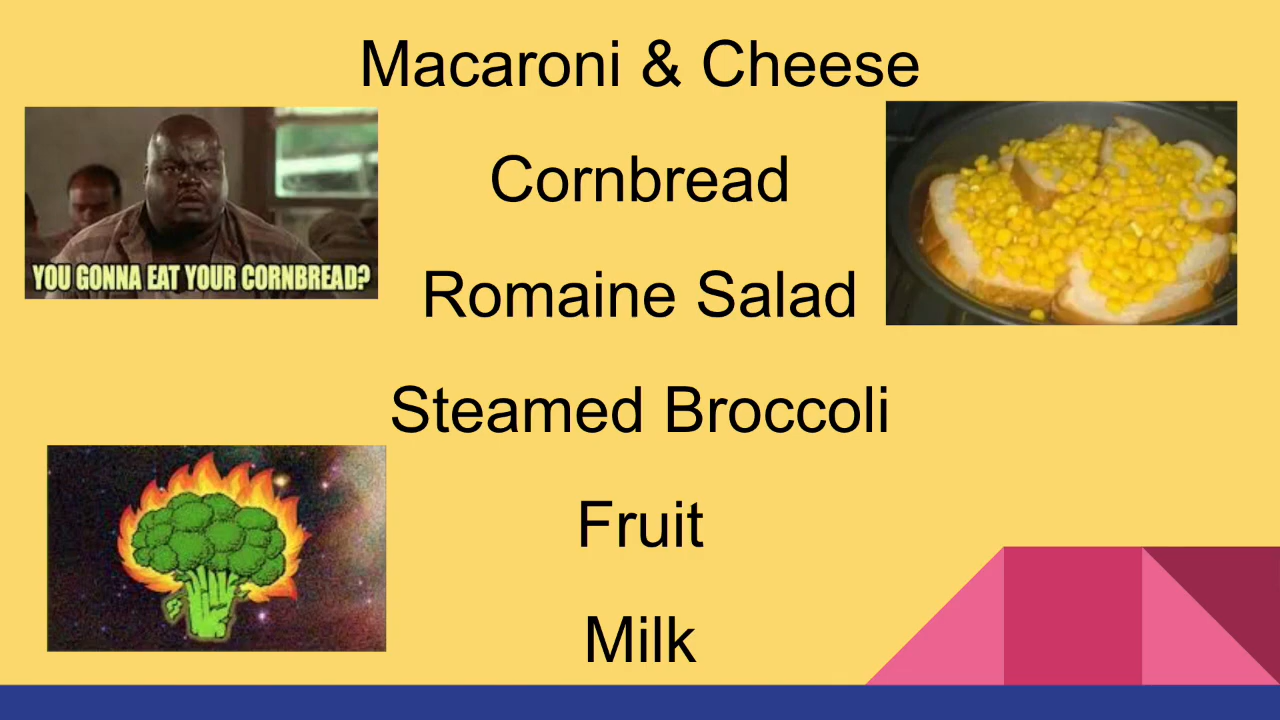 Macaroni & Cheese
YOU GONNA EAT YOUR CORNBREAD?
Cornbread
Romaine Salad
Steamed Broccoli
Fruit
Milk